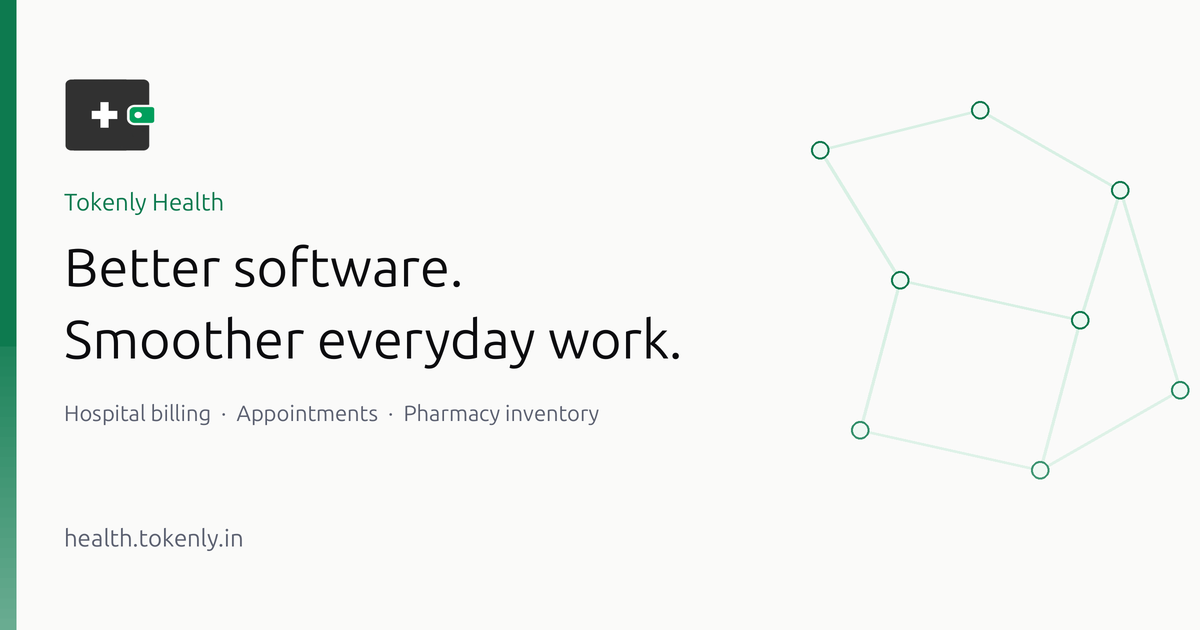 Tokenly Health
Better software.
Smoother everyday work.
Hospital billing · Appointments · Pharmacy inventory
health.tokenly.in